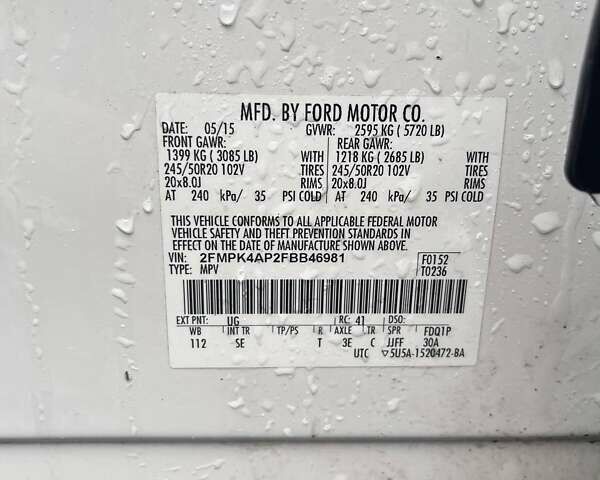 MFD. BY FORD MOTOR CO.
DATE: 05/15 GVWR: 2595 KG ( 5720 LB)
FRONT GAWR: REAR GAWR:
1399 KG ( 3085 LB) WITH 1218 KG ( 2685 LB) WITH
245/50R20 102V TIRES 245/50R20 102V TIRES
20x8.0J RIMS 20x8.0J RIMS
AT 240 kPa/ 35 PSI COLD AT 240 kPa/ 35 PSI COLD
THIS VEHICLE CONFORMS TO ALL APPLICABLE FEDERAL MOTOR
VEHICLE SAFETY AND THEFT PREVENTION STANDARDS IN
EFFECT ON THE DATE OF MANUFACTURE SHOWN ABOVE.
VIN: 2FMPK4AP2FBB46981 F0152
TYPE: MPV T0236
EXT PNT: UG RC: 41 DSO:
WB INT TR TP/PS R AXLE TR SPR FDQ1P
112 SE T 3E C JJFF 30A
UTC ▽5U5A-1520472-BA